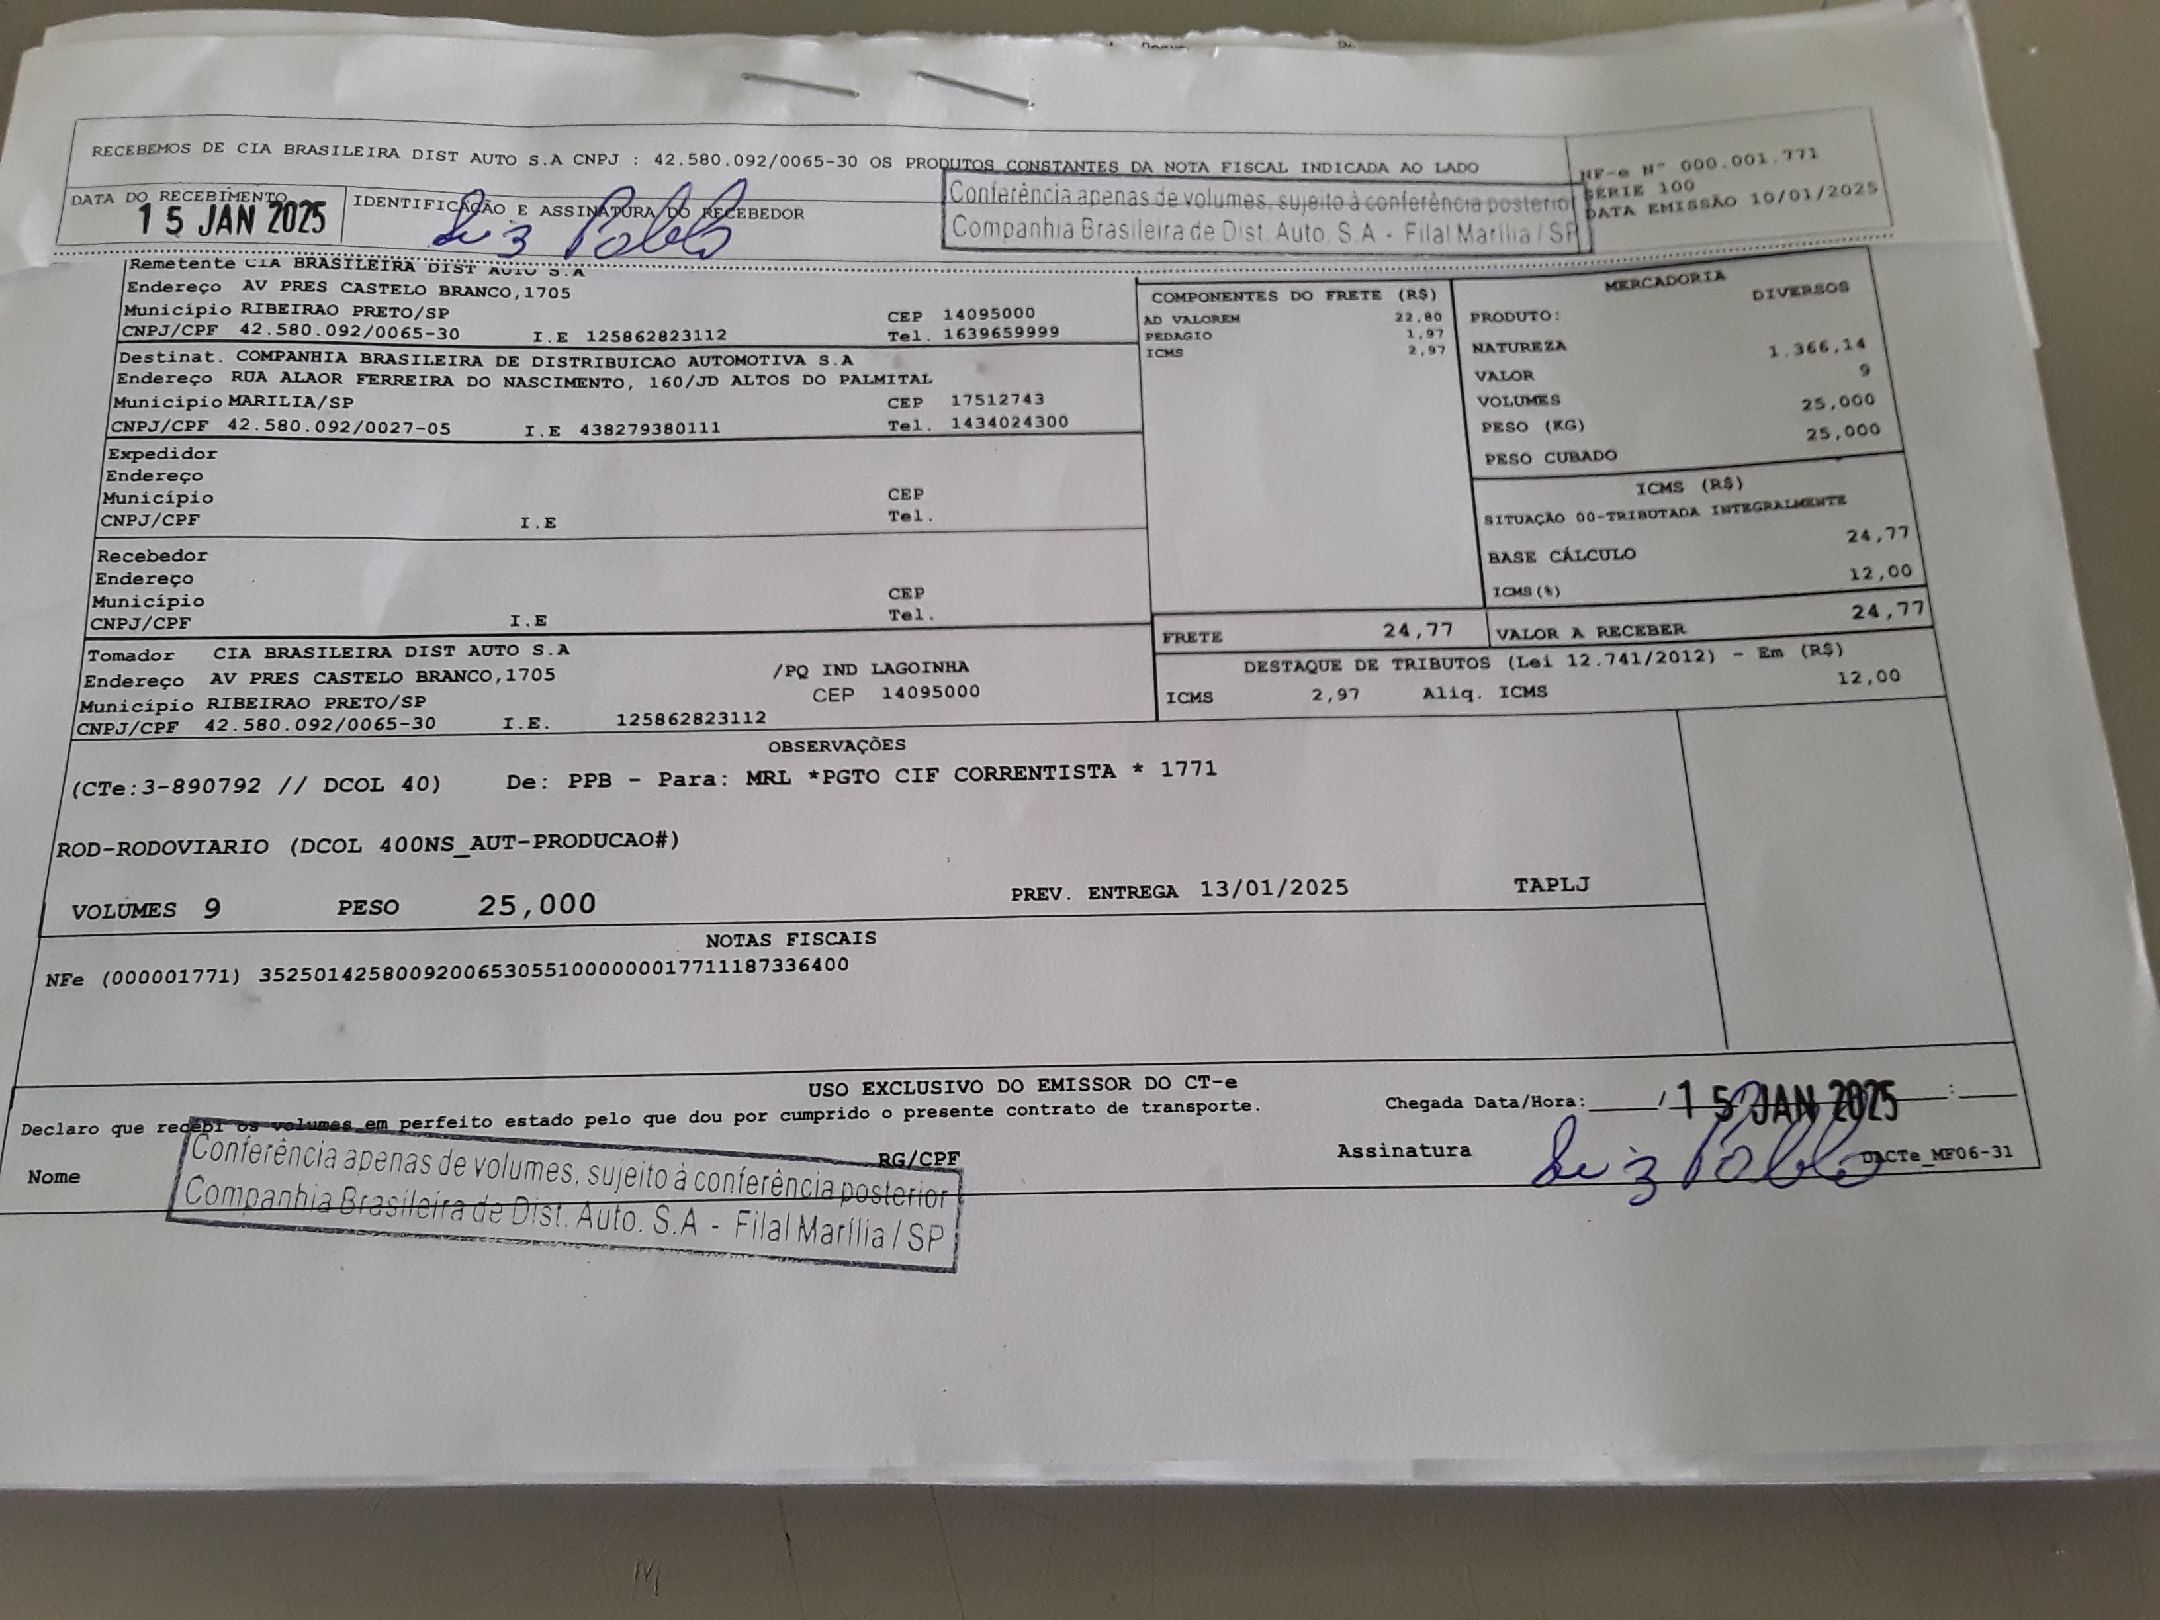 RECEBEMOS DE CIA BRASILEIRA DIST AUTO S.A CNPJ : 42.580.092/0065-30 OS PRODUTOS CONSTANTES DA NOTA FISCAL INDICADA AO LADO
NF-e N° 000.001.771
SÉRIE 100
DATA EMISSÃO 10/01/2025
DATA DO RECEBIMENTO
15 JAN 2025
IDENTIFICAÇÃO E ASSINATURA DO RECEBEDOR
Luiz Pablo
Conferência apenas de volumes, sujeito à conferência posterior
Companhia Brasileira de Dist. Auto. S.A - Filal Marília / SP
Remetente CIA BRASILEIRA DIST AUTO S.A
Endereço AV PRES CASTELO BRANCO,1705
Município RIBEIRAO PRETO/SP CEP 14095000
CNPJ/CPF 42.580.092/0065-30 I.E 125862823112 Tel. 1639659999
Destinat. COMPANHIA BRASILEIRA DE DISTRIBUICAO AUTOMOTIVA S.A
Endereço RUA ALAOR FERREIRA DO NASCIMENTO, 160/JD ALTOS DO PALMITAL
Município MARILIA/SP CEP 17512743
CNPJ/CPF 42.580.092/0027-05 I.E 438279380111 Tel. 1434024300
Expedidor
Endereço
Município CEP
CNPJ/CPF I.E Tel.
Recebedor
Endereço
Município CEP
CNPJ/CPF I.E Tel.
Tomador CIA BRASILEIRA DIST AUTO S.A
Endereço AV PRES CASTELO BRANCO,1705 /PQ IND LAGOINHA
Município RIBEIRAO PRETO/SP CEP 14095000
CNPJ/CPF 42.580.092/0065-30 I.E. 125862823112
COMPONENTES DO FRETE (R$)
AD VALOREM 22,80
PEDAGIO 1,97
ICMS 2,97
MERCADORIA
PRODUTO: DIVERSOS
NATUREZA
VALOR 1.366,14
VOLUMES 9
PESO (KG) 25,000
PESO CUBADO 25,000
ICMS (R$)
SITUAÇÃO 00-TRIBUTADA INTEGRALMENTE
BASE CÁLCULO 24,77
ICMS(%) 12,00
FRETE 24,77 VALOR A RECEBER 24,77
DESTAQUE DE TRIBUTOS (Lei 12.741/2012) - Em (R$)
ICMS 2,97 Aliq. ICMS 12,00
OBSERVAÇÕES
(CTe:3-890792 // DCOL 40) De: PPB - Para: MRL *PGTO CIF CORRENTISTA * 1771
ROD-RODOVIARIO (DCOL 400NS_AUT-PRODUCAO#)
VOLUMES 9 PESO 25,000 PREV. ENTREGA 13/01/2025 TAPLJ
NOTAS FISCAIS
NFe (000001771) 35250142580092006530551000000017711187336400
USO EXCLUSIVO DO EMISSOR DO CT-e
Declaro que recebi os volumes em perfeito estado pelo que dou por cumprido o presente contrato de transporte.
Chegada Data/Hora:____/ : ____
15 JAN 2025
Nome RG/CPF Assinatura
Luiz Pablo
DACTe_MF06-31
Conferência apenas de volumes, sujeito à conferência posterior
Companhia Brasileira de Dist. Auto. S.A - Filal Marília / SP